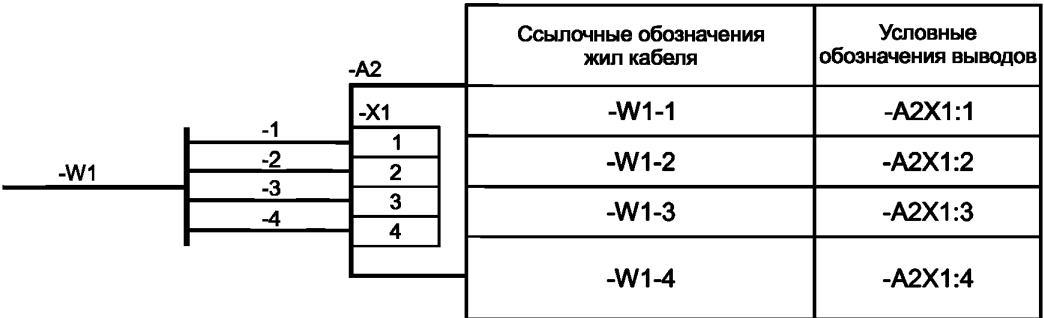 Ссылочные обозначения
жил кабеля
Условные
обозначения выводов
-A2
-X1
-W1
-1
-2
-3
-4
1
2
3
4
-W1-1 -A2X1:1
-W1-2 -A2X1:2
-W1-3 -A2X1:3
-W1-4 -A2X1:4